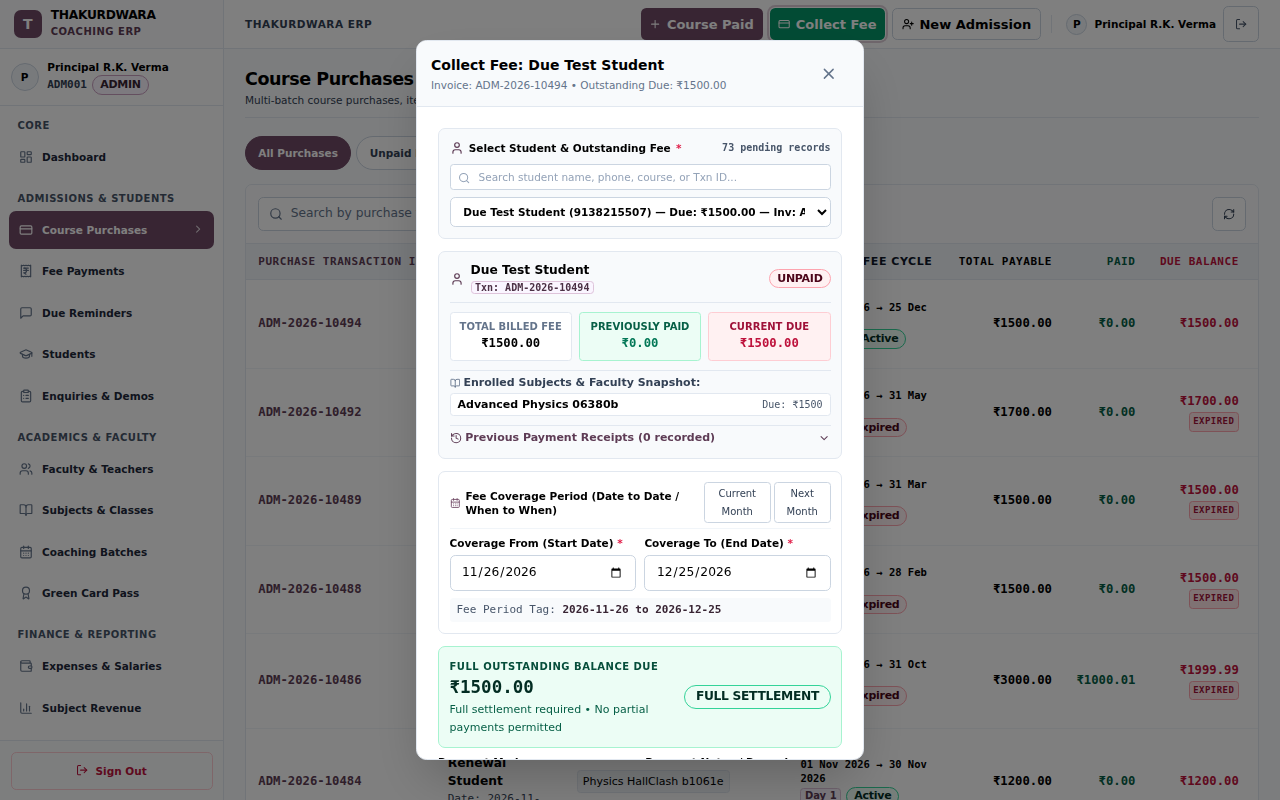 T
THAKURDWARA
COACHING ERP
P
Principal R.K. Verma
ADM001 ADMIN
CORE
Dashboard
ADMISSIONS & STUDENTS
Course Purchases
Fee Payments
Due Reminders
Students
Enquiries & Demos
ACADEMICS & FACULTY
Faculty & Teachers
Subjects & Classes
Coaching Batches
Green Card Pass
FINANCE & REPORTING
Expenses & Salaries
Subject Revenue
Sign Out
THAKURDWARA ERP
Course Paid
Collect Fee
New Admission
P
Principal R.K. Verma
Course Purchases
Multi-batch course purchases, ite
All Purchases
Unpaid
Search by purchase
PURCHASE TRANSACTION I
FEE CYCLE
TOTAL PAYABLE
PAID
DUE BALANCE
ADM-2026-10494
6 → 25 Dec
Active
₹1500.00
₹0.00
₹1500.00
ADM-2026-10492
6 → 31 May
xpired
₹1700.00
₹0.00
₹1700.00
EXPIRED
ADM-2026-10489
6 → 31 Mar
xpired
₹1500.00
₹0.00
₹1500.00
EXPIRED
ADM-2026-10488
6 → 28 Feb
xpired
₹1500.00
₹0.00
₹1500.00
EXPIRED
ADM-2026-10486
6 → 31 Oct
xpired
₹3000.00
₹1000.01
₹1999.99
EXPIRED
ADM-2026-10484
Renewal
Student
Date: 2026-11-
Physics HallClash b1061e
01 Nov 2026 → 30 Nov
2026
Day 1
Active
₹1200.00
₹0.00
₹1200.00
Collect Fee: Due Test Student
Invoice: ADM-2026-10494 • Outstanding Due: ₹1500.00
Select Student & Outstanding Fee *
73 pending records
Search student name, phone, course, or Txn ID...
Due Test Student (9138215507) — Due: ₹1500.00 — Inv: A
Due Test Student
Txn: ADM-2026-10494
UNPAID
TOTAL BILLED FEE
₹1500.00
PREVIOUSLY PAID
₹0.00
CURRENT DUE
₹1500.00
Enrolled Subjects & Faculty Snapshot:
Advanced Physics 06380b
Due: ₹1500
Previous Payment Receipts (0 recorded)
Fee Coverage Period (Date to Date /
When to When)
Current
Month
Next
Month
Coverage From (Start Date) *
Coverage To (End Date) *
11/26/2026
12/25/2026
Fee Period Tag: 2026-11-26 to 2026-12-25
FULL OUTSTANDING BALANCE DUE
₹1500.00
Full settlement required • No partial
payments permitted
FULL SETTLEMENT